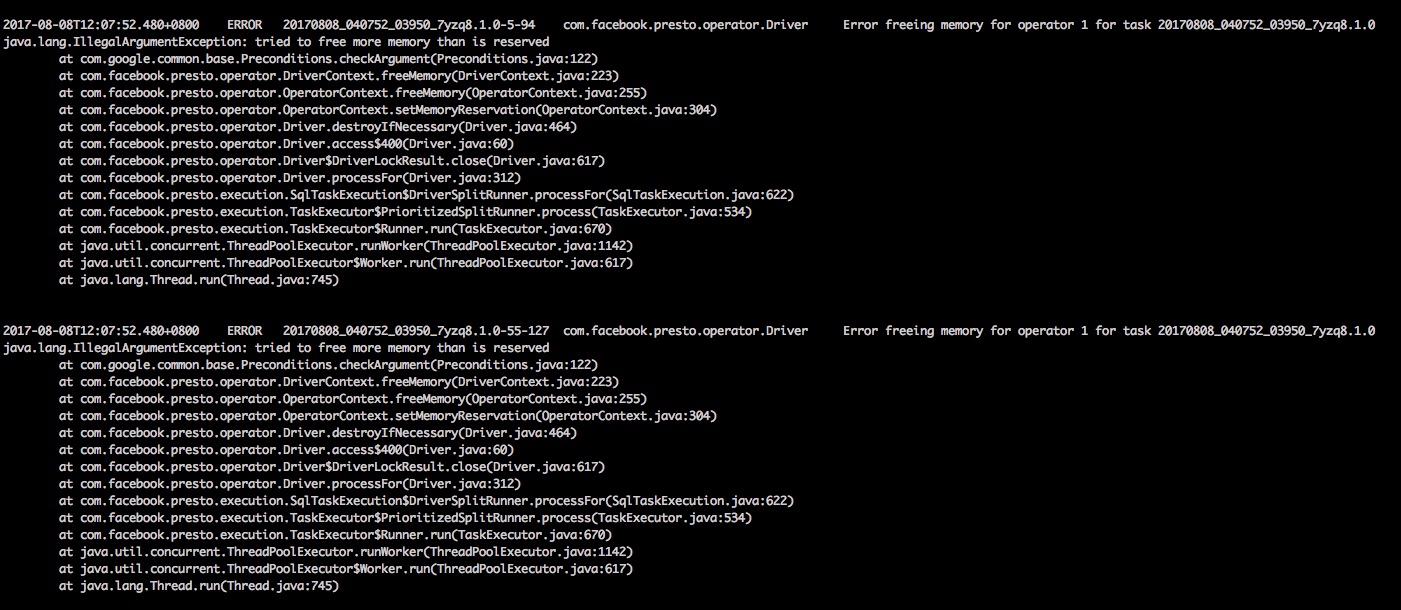 2017-08-08T12:07:52.480+0800 ERROR 20170808_040752_03950_7yzq8.1.0-5-94 com.facebook.presto.operator.Driver Error freeing memory for operator 1 for task 20170808_040752_03950_7yzq8.1.0
java.lang.IllegalArgumentException: tried to free more memory than is reserved
at com.google.common.base.Preconditions.checkArgument(Preconditions.java:122)
at com.facebook.presto.operator.DriverContext.freeMemory(DriverContext.java:223)
at com.facebook.presto.operator.OperatorContext.freeMemory(OperatorContext.java:255)
at com.facebook.presto.operator.OperatorContext.setMemoryReservation(OperatorContext.java:304)
at com.facebook.presto.operator.Driver.destroyIfNecessary(Driver.java:464)
at com.facebook.presto.operator.Driver.access$400(Driver.java:60)
at com.facebook.presto.operator.Driver$DriverLockResult.close(Driver.java:617)
at com.facebook.presto.operator.Driver.processFor(Driver.java:312)
at com.facebook.presto.execution.SqlTaskExecution$DriverSplitRunner.processFor(SqlTaskExecution.java:622)
at com.facebook.presto.execution.TaskExecutor$PrioritizedSplitRunner.process(TaskExecutor.java:534)
at com.facebook.presto.execution.TaskExecutor$Runner.run(TaskExecutor.java:670)
at java.util.concurrent.ThreadPoolExecutor.runWorker(ThreadPoolExecutor.java:1142)
at java.util.concurrent.ThreadPoolExecutor$Worker.run(ThreadPoolExecutor.java:617)
at java.lang.Thread.run(Thread.java:745)
2017-08-08T12:07:52.480+0800 ERROR 20170808_040752_03950_7yzq8.1.0-55-127 com.facebook.presto.operator.Driver Error freeing memory for operator 1 for task 20170808_040752_03950_7yzq8.1.0
java.lang.IllegalArgumentException: tried to free more memory than is reserved
at com.google.common.base.Preconditions.checkArgument(Preconditions.java:122)
at com.facebook.presto.operator.DriverContext.freeMemory(DriverContext.java:223)
at com.facebook.presto.operator.OperatorContext.freeMemory(OperatorContext.java:255)
at com.facebook.presto.operator.OperatorContext.setMemoryReservation(OperatorContext.java:304)
at com.facebook.presto.operator.Driver.destroyIfNecessary(Driver.java:464)
at com.facebook.presto.operator.Driver.access$400(Driver.java:60)
at com.facebook.presto.operator.Driver$DriverLockResult.close(Driver.java:617)
at com.facebook.presto.operator.Driver.processFor(Driver.java:312)
at com.facebook.presto.execution.SqlTaskExecution$DriverSplitRunner.processFor(SqlTaskExecution.java:622)
at com.facebook.presto.execution.TaskExecutor$PrioritizedSplitRunner.process(TaskExecutor.java:534)
at com.facebook.presto.execution.TaskExecutor$Runner.run(TaskExecutor.java:670)
at java.util.concurrent.ThreadPoolExecutor.runWorker(ThreadPoolExecutor.java:1142)
at java.util.concurrent.ThreadPoolExecutor$Worker.run(ThreadPoolExecutor.java:617)
at java.lang.Thread.run(Thread.java:745)